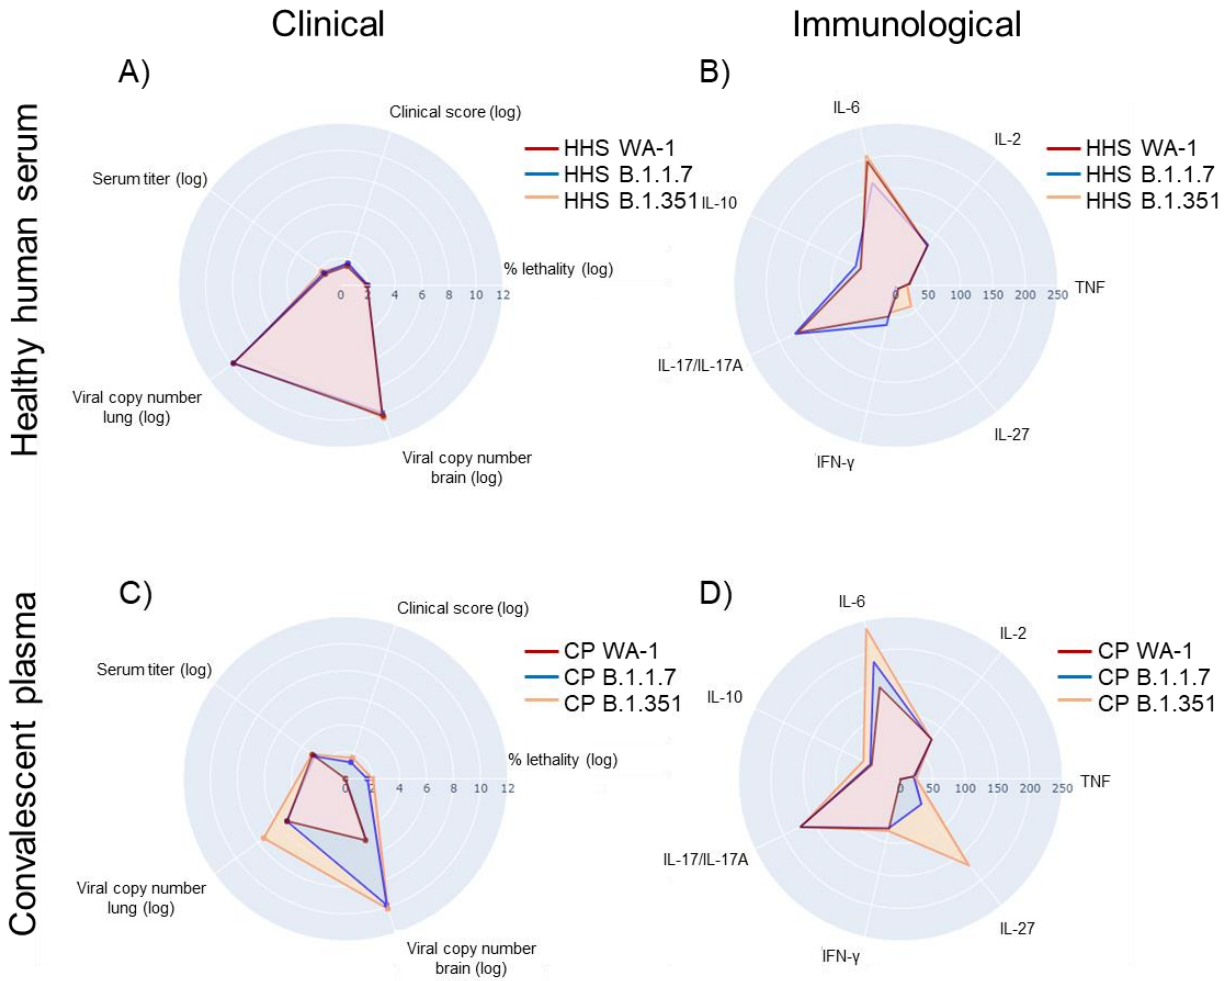 Clinical
Immunological
Healthy human serum
A)
Clinical score (log)
Serum titer (log)
% lethality (log)
Viral copy number
lung (log)
Viral copy number
brain (log)
0 2 4 6 8 10 12
HHS WA-1
HHS B.1.1.7
HHS B.1.351
B)
IL-6
IL-2
IL-10
TNF
IL-17/IL-17A
IL-27
IFN-γ
0 50 100 150 200 250
HHS WA-1
HHS B.1.1.7
HHS B.1.351
Convalescent plasma
C)
Clinical score (log)
Serum titer (log)
% lethality (log)
Viral copy number
lung (log)
Viral copy number
brain (log)
0 2 4 6 8 10 12
CP WA-1
CP B.1.1.7
CP B.1.351
D)
IL-6
IL-2
IL-10
TNF
IL-17/IL-17A
IL-27
IFN-γ
0 50 100 150 200 250
CP WA-1
CP B.1.1.7
CP B.1.351